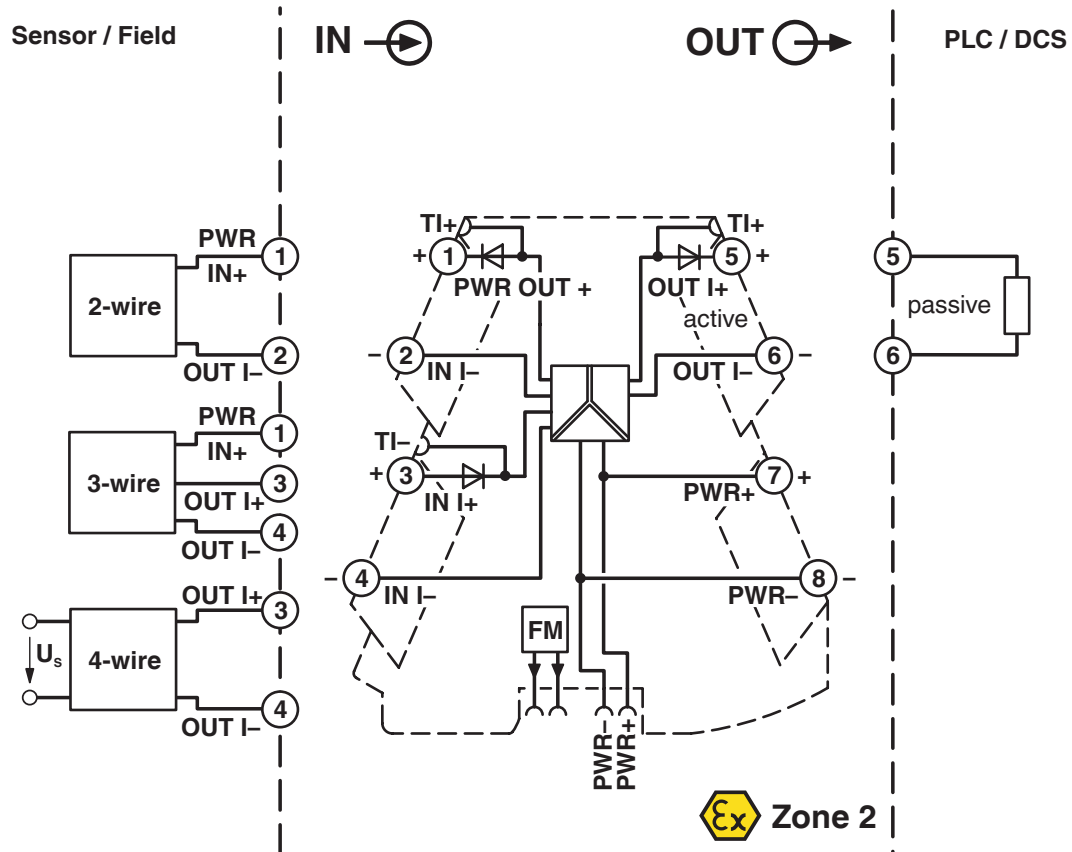 Sensor / Field
IN
OUT
PLC / DCS
2-wire
PWR
IN+
1
OUT I–
2
3-wire
PWR
IN+
1
OUT I+
3
OUT I–
4
4-wire
Us
OUT I+
3
OUT I–
4
TI+
+ 1
PWR OUT +
– 2
IN I–
TI–
+ 3
IN I+
– 4
IN I–
FM
PWR–
PWR+
TI+
5 +
OUT I+
active
6 –
OUT I–
7 +
PWR+
8 –
PWR–
5
passive
6
Ex Zone 2